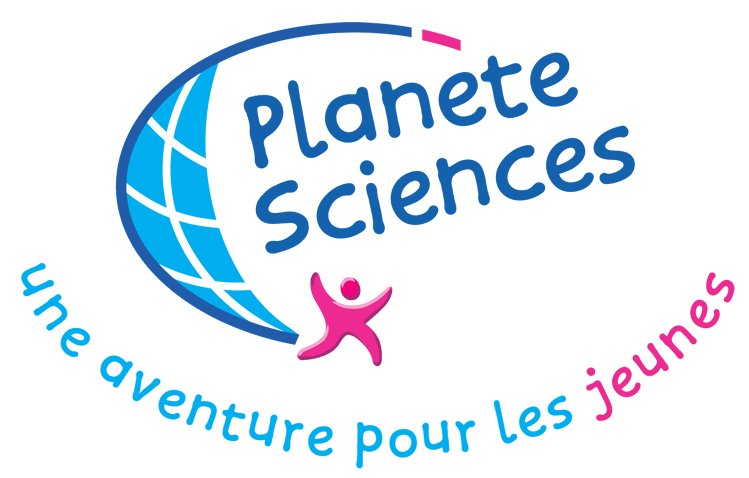 Planete
Sciences
une aventure pour les jeunes